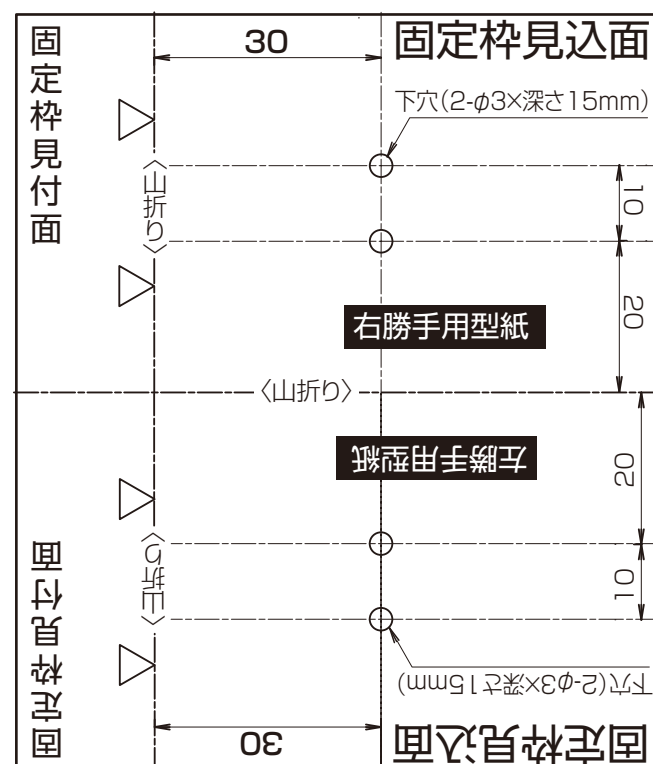 固定枠見付面
30
固定枠見込面
下穴(2-φ3×深さ15mm)
〈山折り〉
10
20
右勝手用型紙
〈山折り〉
左勝手用型紙
20
10
〈山折り〉
固定枠見付面
下穴(2-φ3×深さ15mm)
30
固定枠見込面